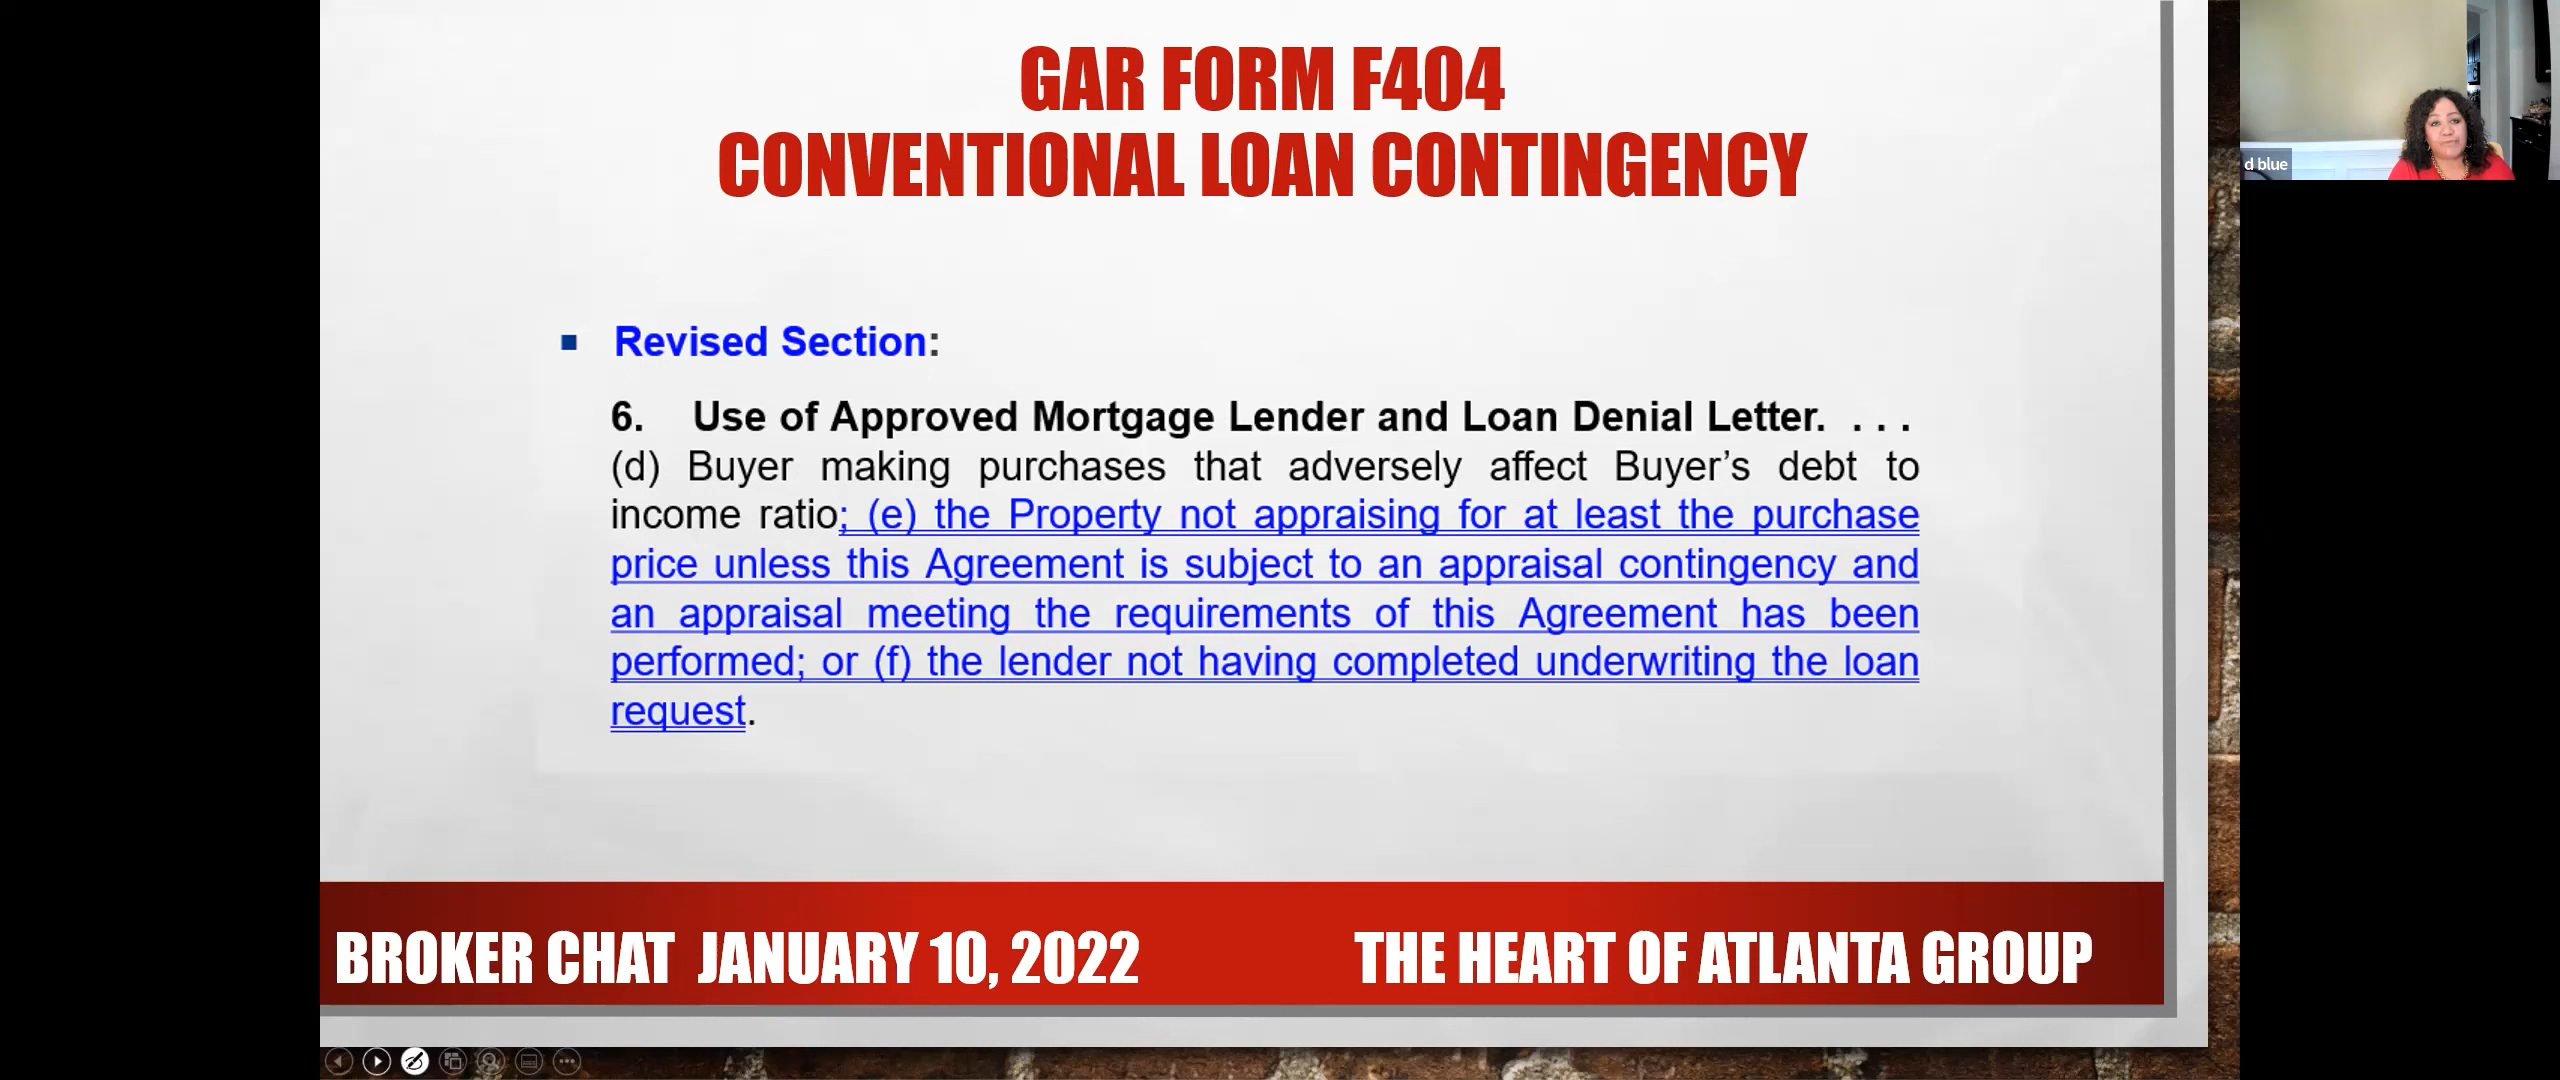 GAR FORM F404
CONVENTIONAL LOAN CONTINGENCY
d blue
Revised Section:
6. Use of Approved Mortgage Lender and Loan Denial Letter. . . .
(d) Buyer making purchases that adversely affect Buyer’s debt to
income ratio; (e) the Property not appraising for at least the purchase
price unless this Agreement is subject to an appraisal contingency and
an appraisal meeting the requirements of this Agreement has been
performed; or (f) the lender not having completed underwriting the loan
request.
BROKER CHAT JANUARY 10, 2022
THE HEART OF ATLANTA GROUP